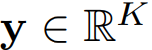 𝐲 ∈ ℝ^K